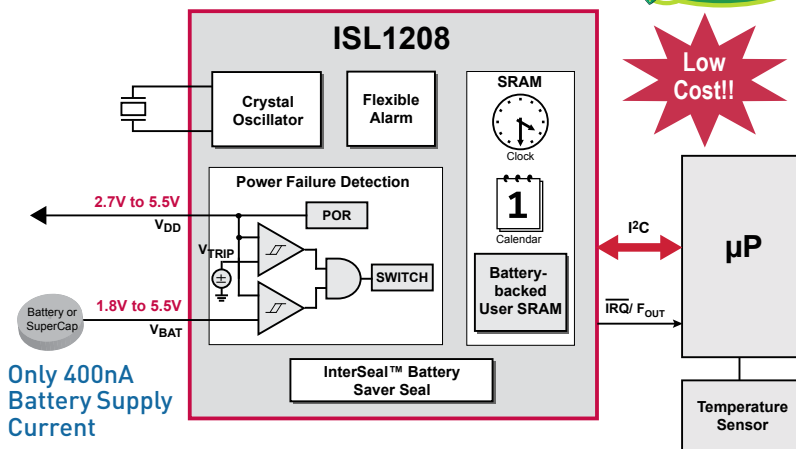 ISL1208
Low
Cost!!
Crystal
Oscillator
Flexible
Alarm
SRAM
Clock
1
Calendar
Battery-
backed
User SRAM
Power Failure Detection
2.7V to 5.5V
VDD
POR
VTRIP
SWITCH
Battery or
SuperCap
1.8V to 5.5V
VBAT
InterSeal™ Battery
Saver Seal
Only 400nA
Battery Supply
Current
I²C
µP
I̅R̅Q̅/ FOUT
Temperature
Sensor